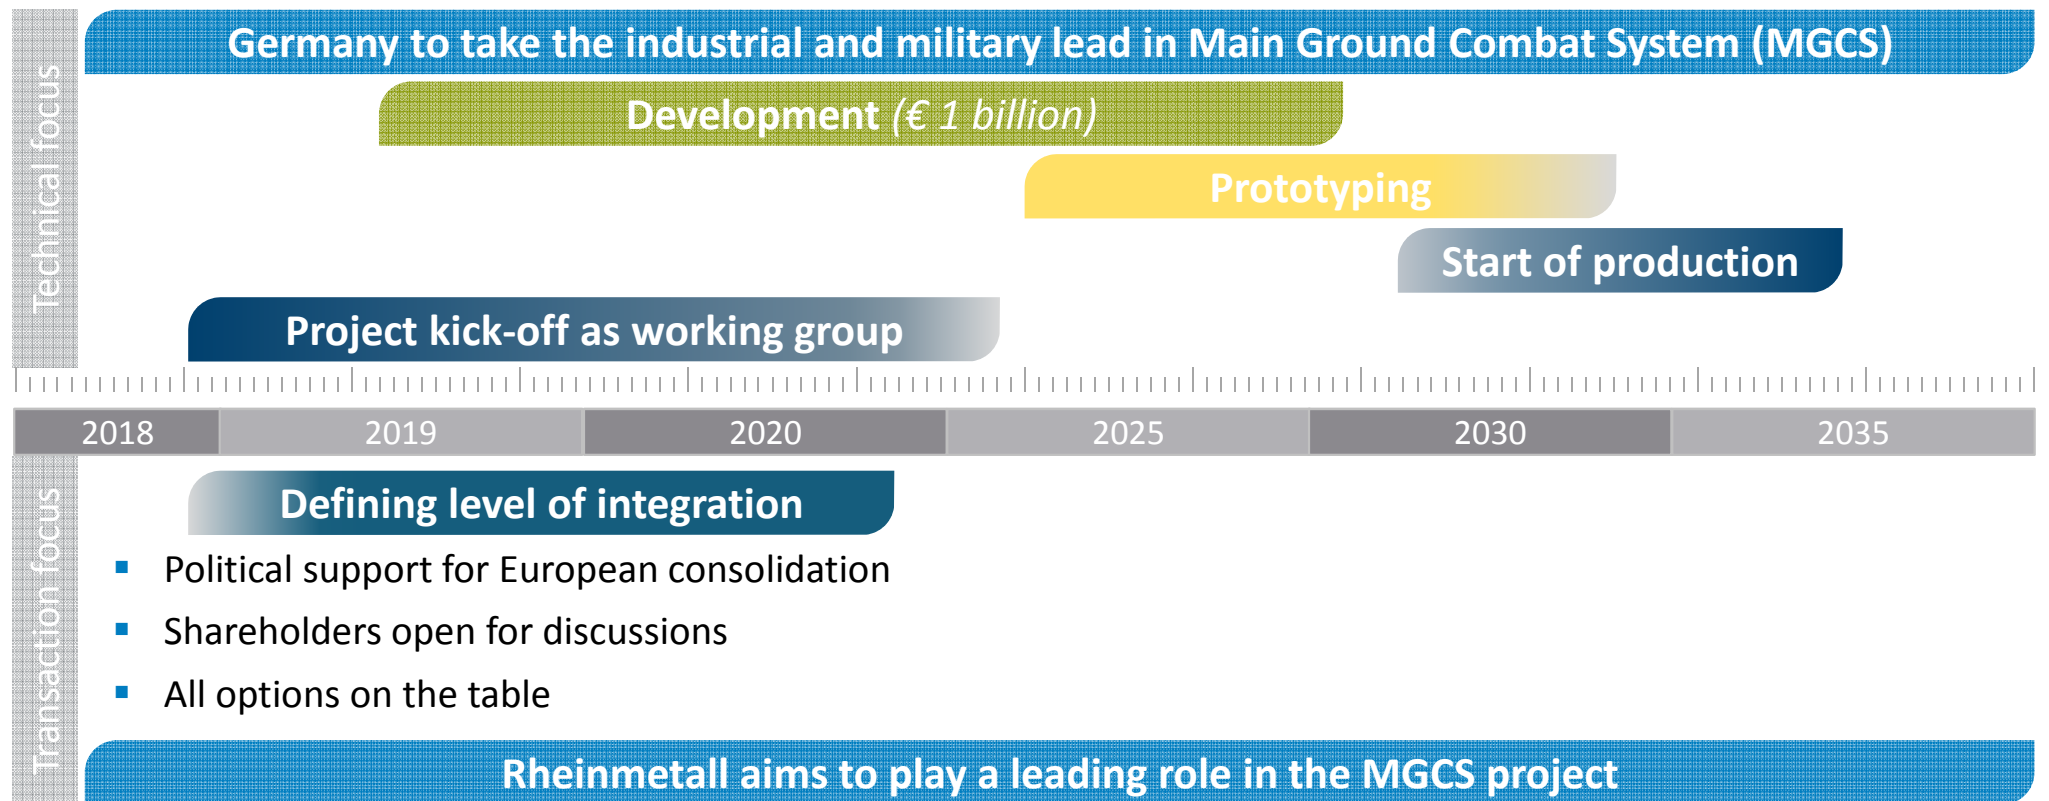 Germany to take the industrial and military lead in Main Ground Combat System (MGCS)
Technical focus
Development (€ 1 billion)
Prototyping
Start of production
Project kick-off as working group
2018 2019 2020 2025 2030 2035
Transaction focus
Defining level of integration
▪ Political support for European consolidation
▪ Shareholders open for discussions
▪ All options on the table
Rheinmetall aims to play a leading role in the MGCS project